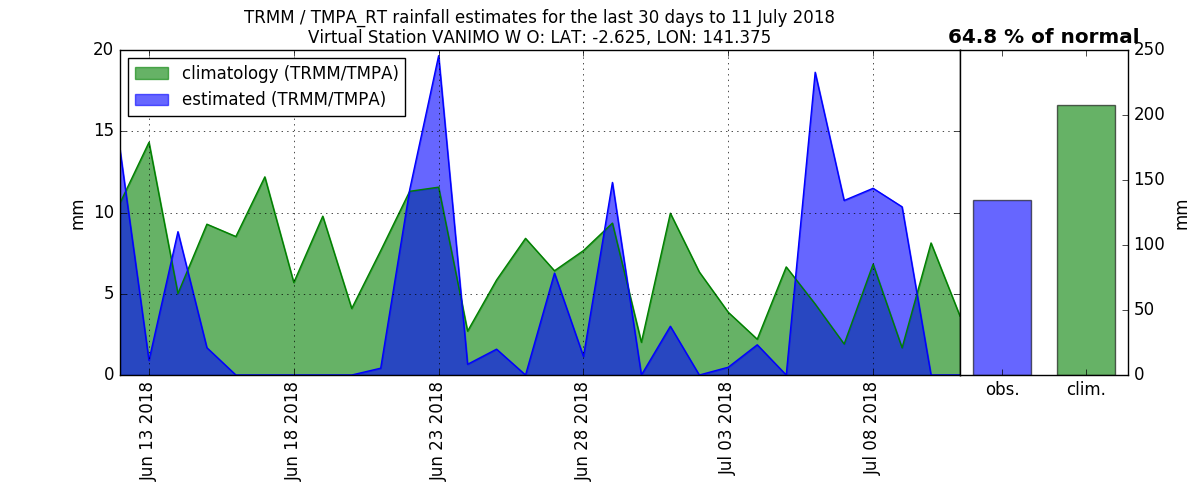 TRMM / TMPA_RT rainfall estimates for the last 30 days to 11 July 2018
Virtual Station VANIMO W O: LAT: -2.625, LON: 141.375
64.8 % of normal
climatology (TRMM/TMPA)
estimated (TRMM/TMPA)
20
15
10
5
0
mm
Jun 13 2018
Jun 18 2018
Jun 23 2018
Jun 28 2018
Jul 03 2018
Jul 08 2018
obs.
clim.
250
200
150
100
50
0
mm